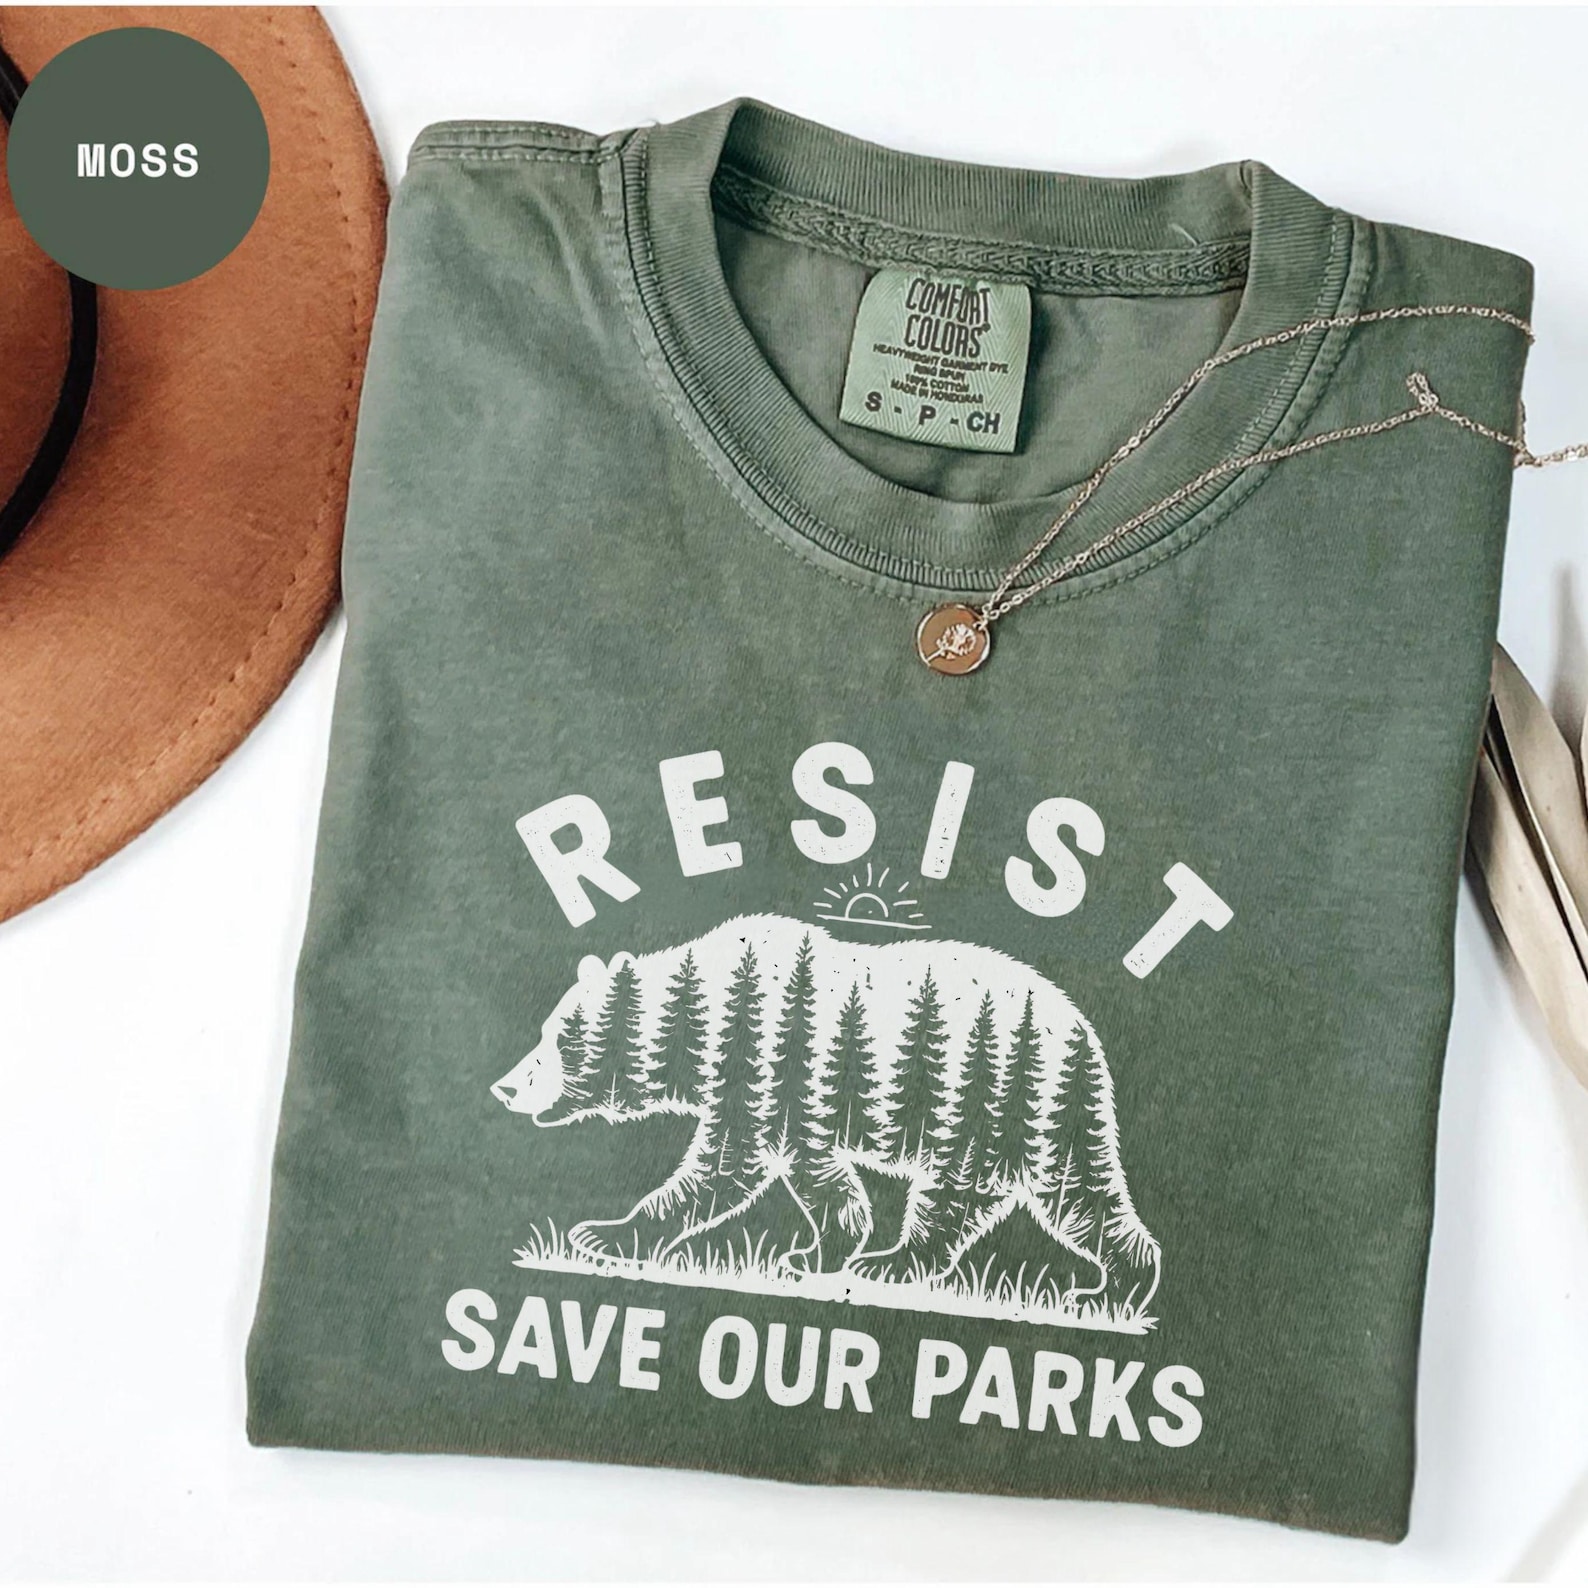 MOSS
COMFORT
COLORS®
HEAVYWEIGHT GARMENT DYE
RING SPUN
100% COTTON
MADE IN HONDURAS
S - P - CH
RESIST
SAVE OUR PARKS